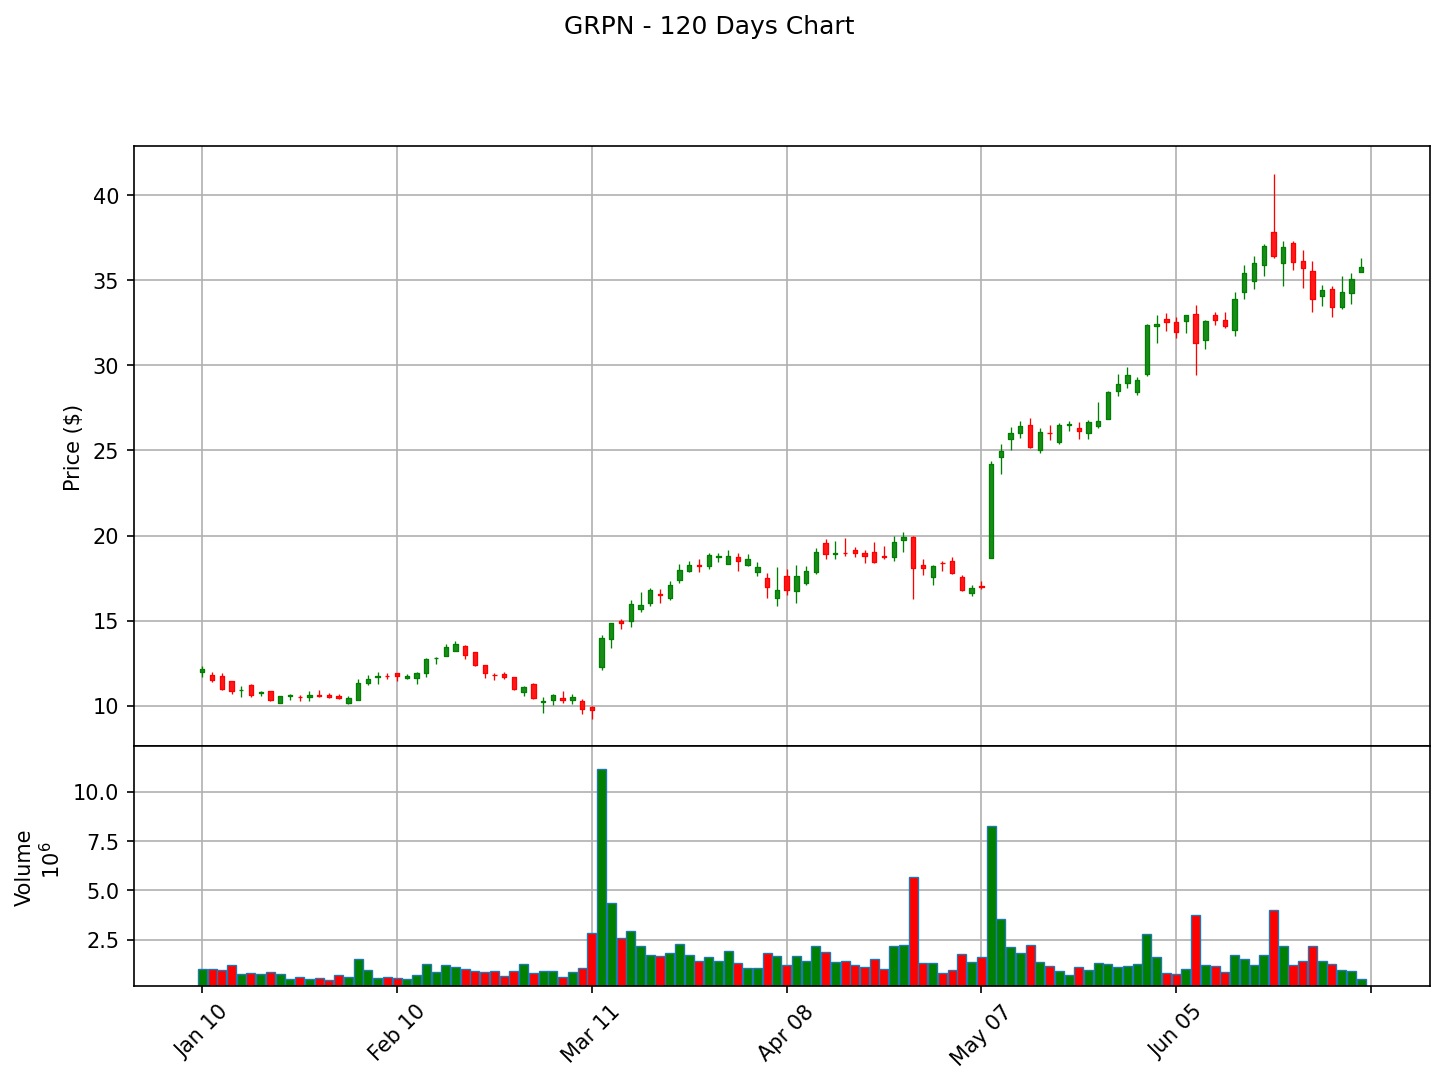 GRPN - 120 Days Chart
40
35
30
25
20
15
10
Price ($)
10.0
7.5
5.0
2.5
Volume
10⁶
Jan 10
Feb 10
Mar 11
Apr 08
May 07
Jun 05